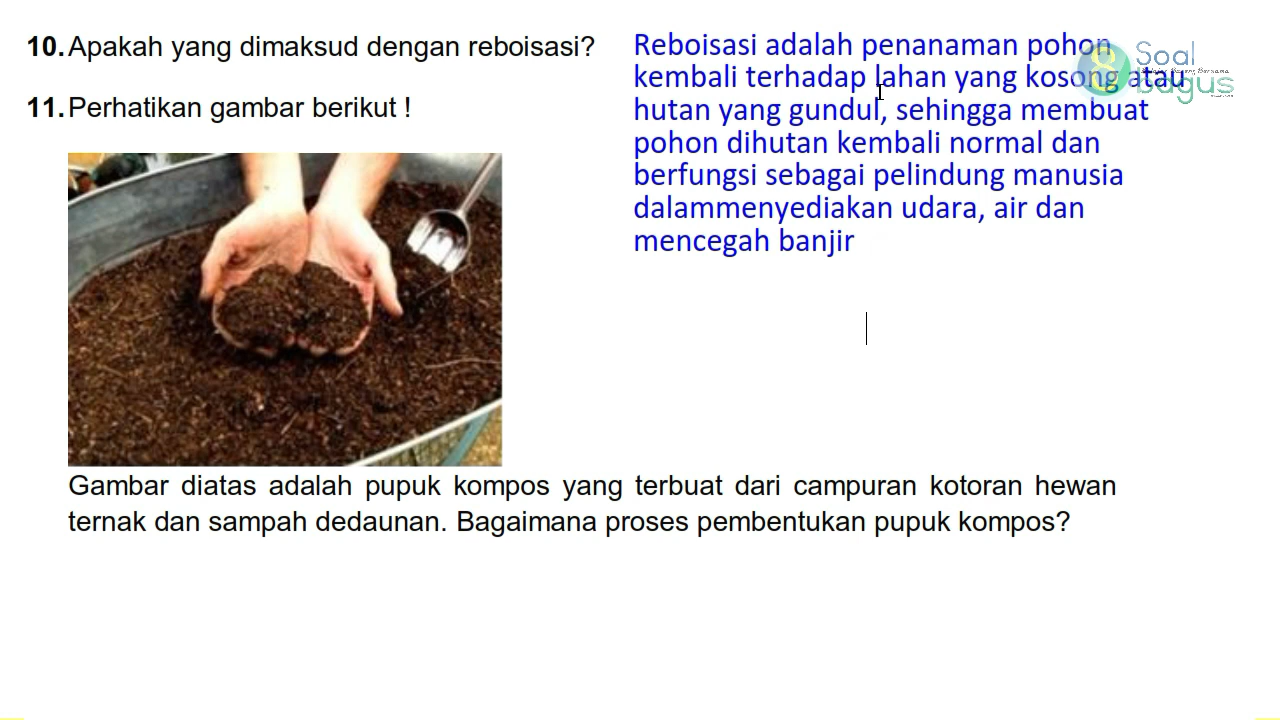 10. Apakah yang dimaksud dengan reboisasi?
11. Perhatikan gambar berikut !
Reboisasi adalah penanaman pohon
kembali terhadap lahan yang kosong atau
hutan yang gundul, sehingga membuat
pohon dihutan kembali normal dan
berfungsi sebagai pelindung manusia
dalammenyediakan udara, air dan
mencegah banjir
Soal
bagus
Gambar diatas adalah pupuk kompos yang terbuat dari campuran kotoran hewan
ternak dan sampah dedaunan. Bagaimana proses pembentukan pupuk kompos?